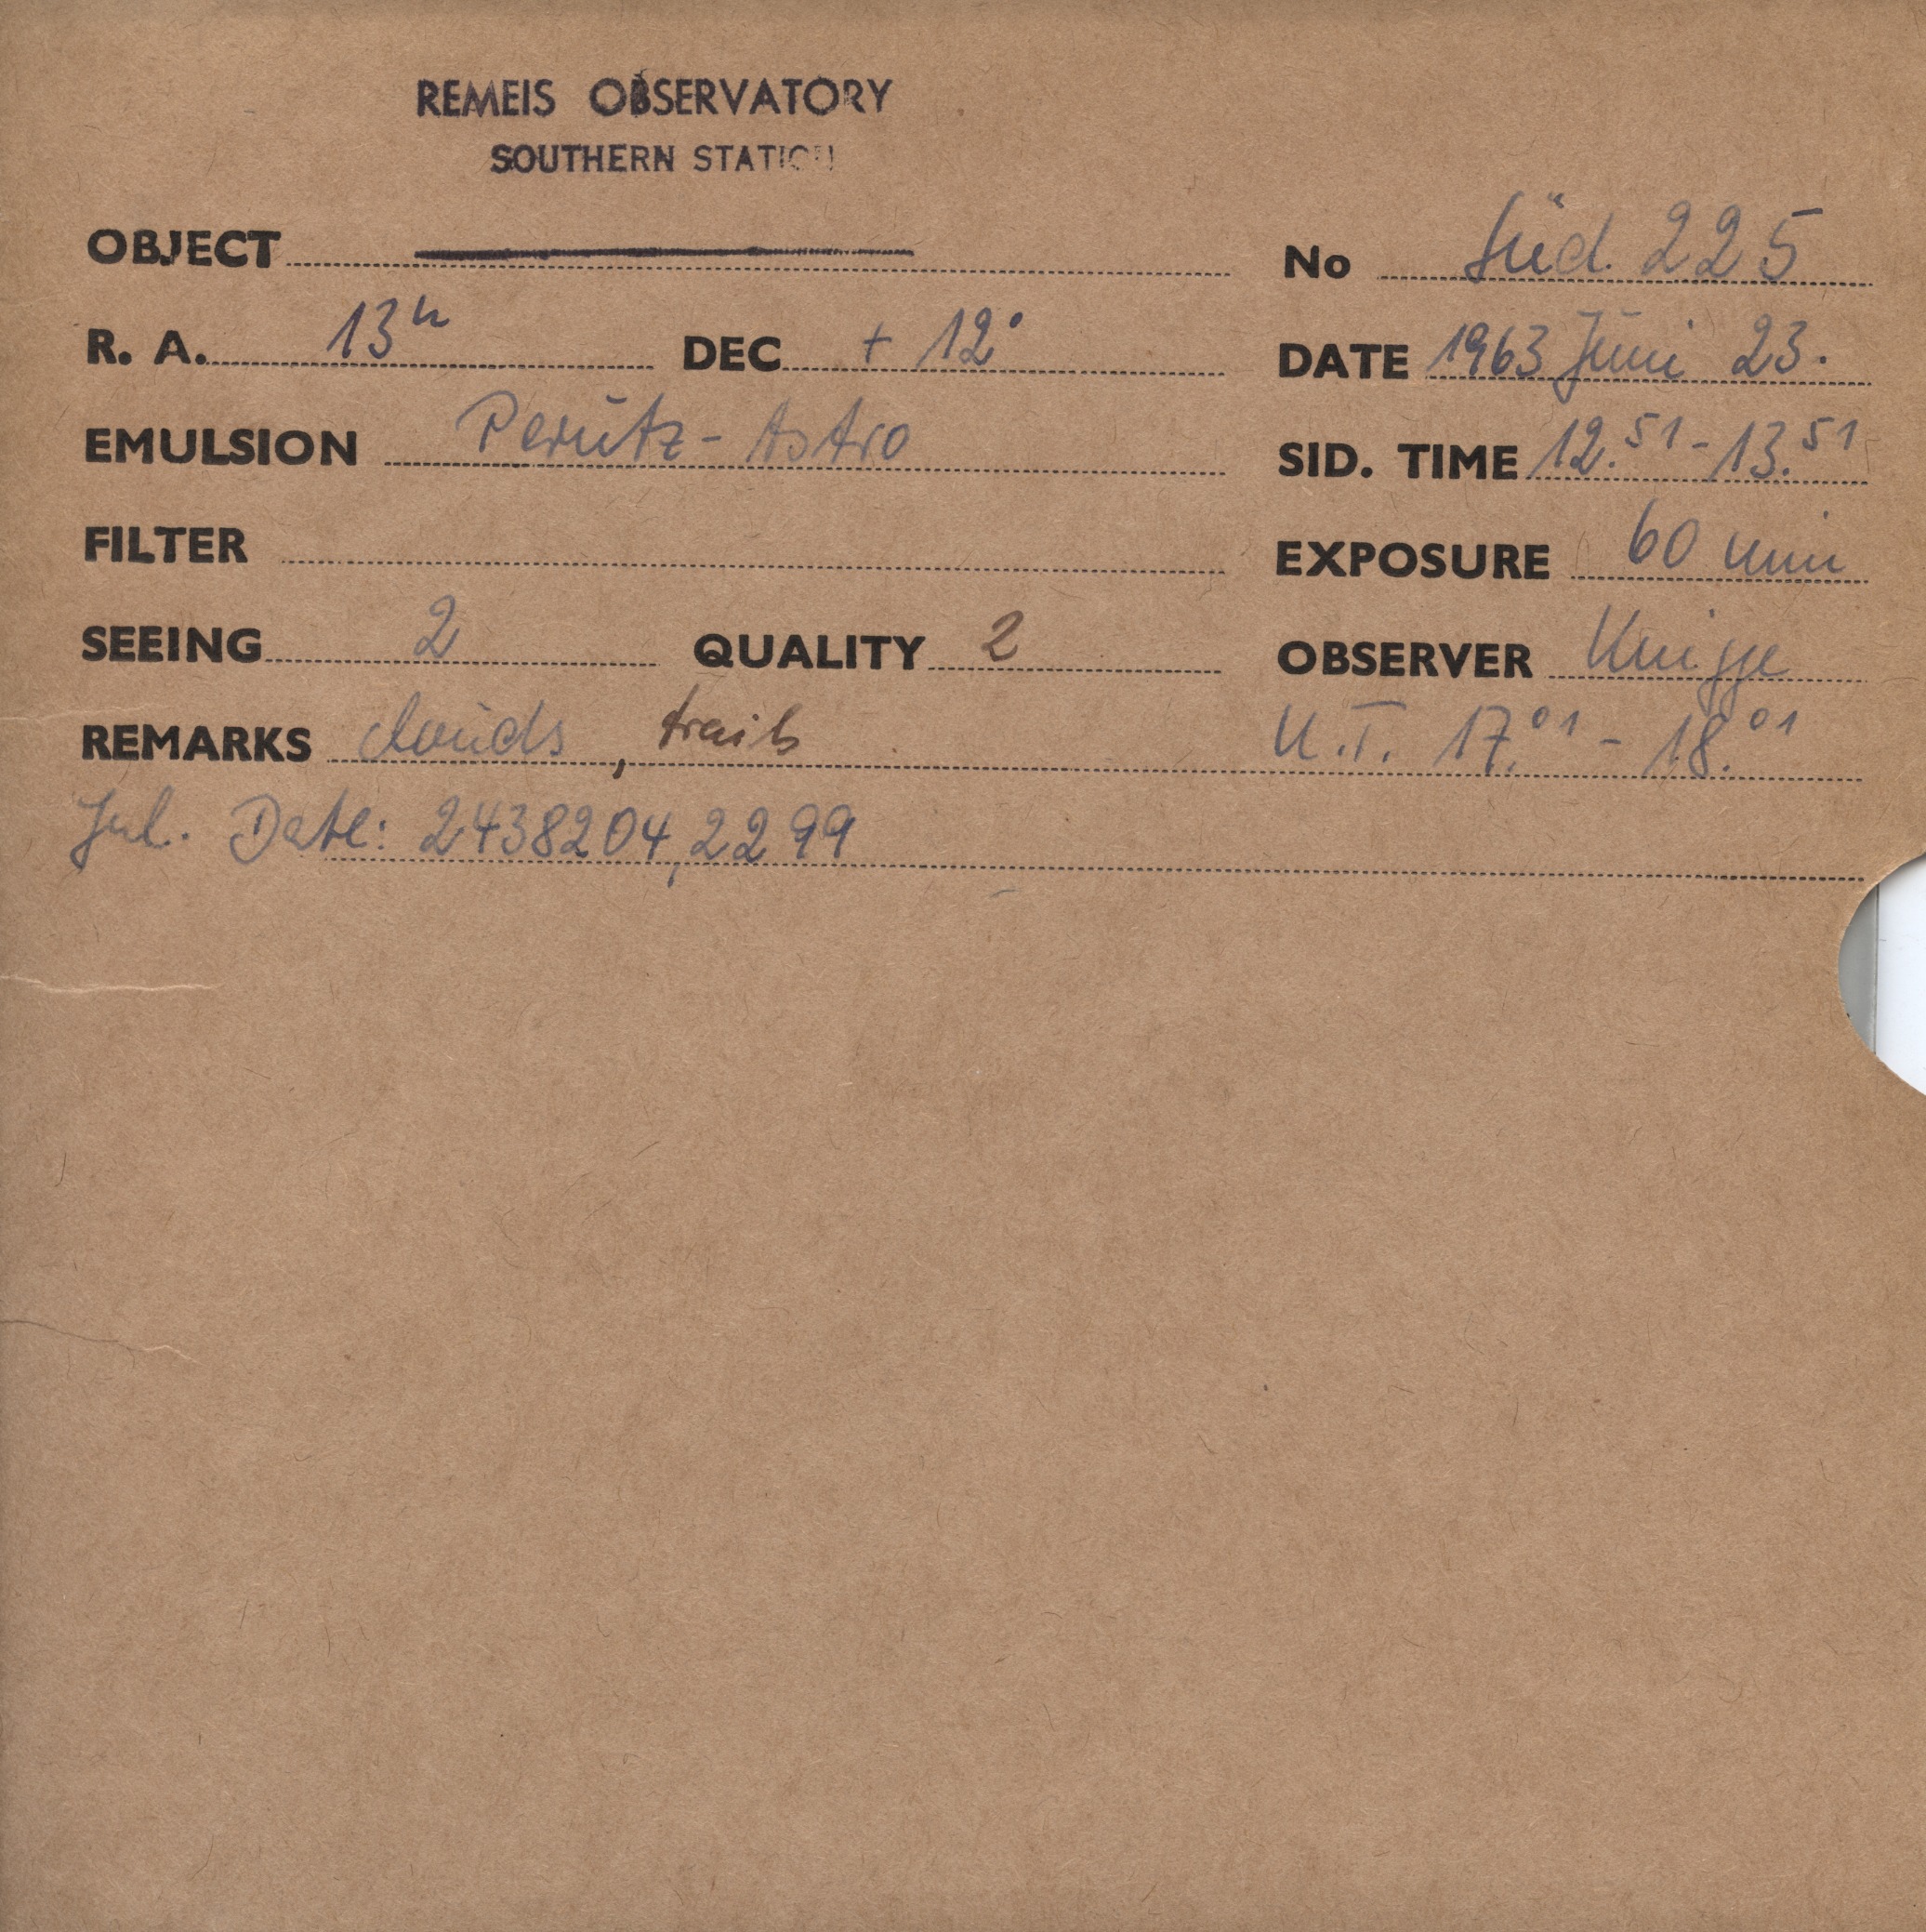 REMEIS OBSERVATORY
SOUTHERN STATION
OBJECT No Süd. 225
R. A. 13h DEC + 12° DATE 1963 Juni 23.
EMULSION Perutz - Astro SID. TIME 12.51 - 13.51
FILTER EXPOSURE 60 min
SEEING 2 QUALITY 2 OBSERVER Knigge
REMARKS clouds, trails U.T. 17.01 - 18.01
Jul. Date: 2438204,2299